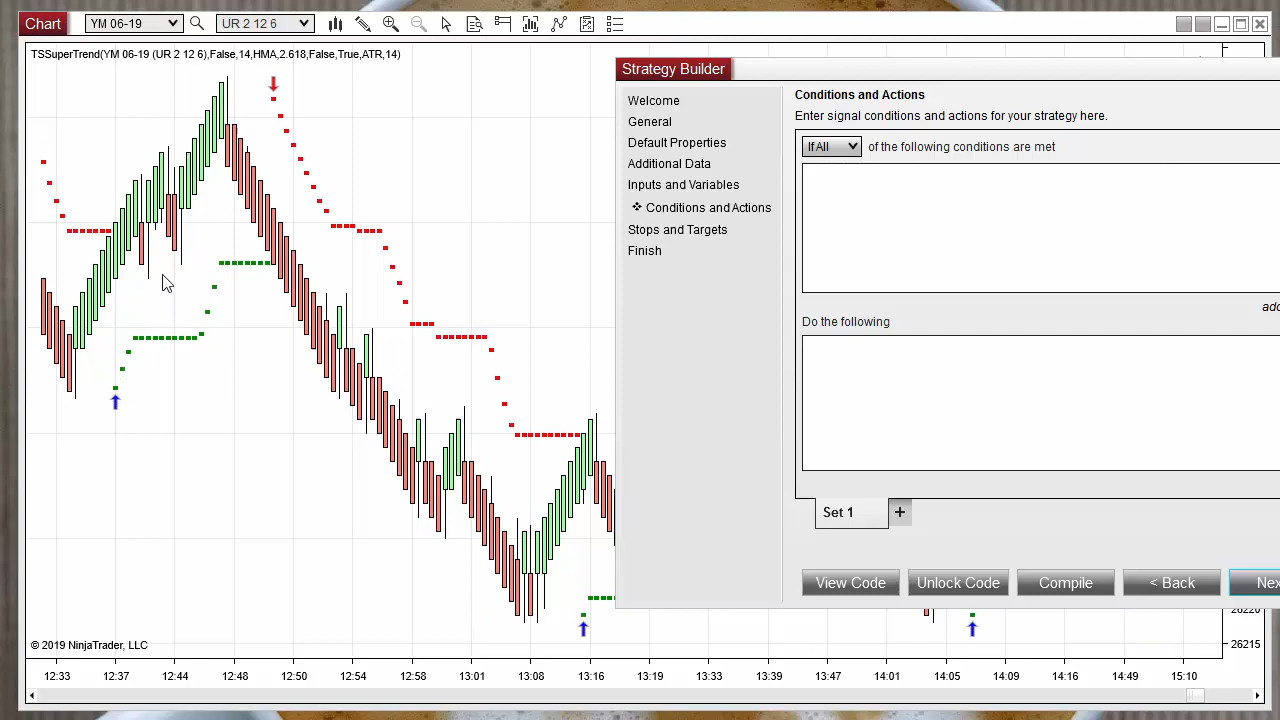 Chart
YM 06-19
UR 2 12 6
TSSuperTrend(YM 06-19 (UR 2 12 6),False,14,HMA,2.618,False,True,ATR,14)
Strategy Builder
Welcome
General
Default Properties
Additional Data
Inputs and Variables
Conditions and Actions
Stops and Targets
Finish
Conditions and Actions
Enter signal conditions and actions for your strategy here.
If All
of the following conditions are met
Do the following
Set 1
+
View Code
Unlock Code
Compile
< Back
26220
26215
© 2019 NinjaTrader, LLC
12:33 12:37 12:44 12:48 12:50 12:54 12:58 13:01 13:08 13:16 13:19 13:33 13:39 13:47 14:01 14:05 14:09 14:12 14:49 15:10